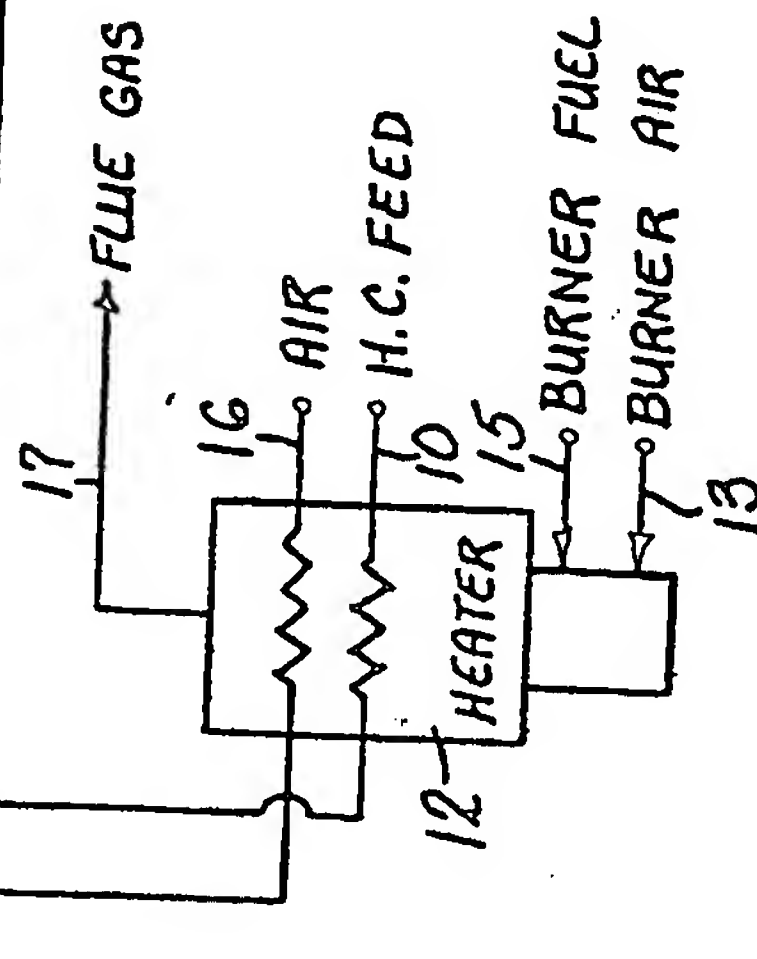 17
FLUE GAS
16
AIR
H.C. FEED
10
15
BURNER FUEL
BURNER AIR
13
HEATER
12